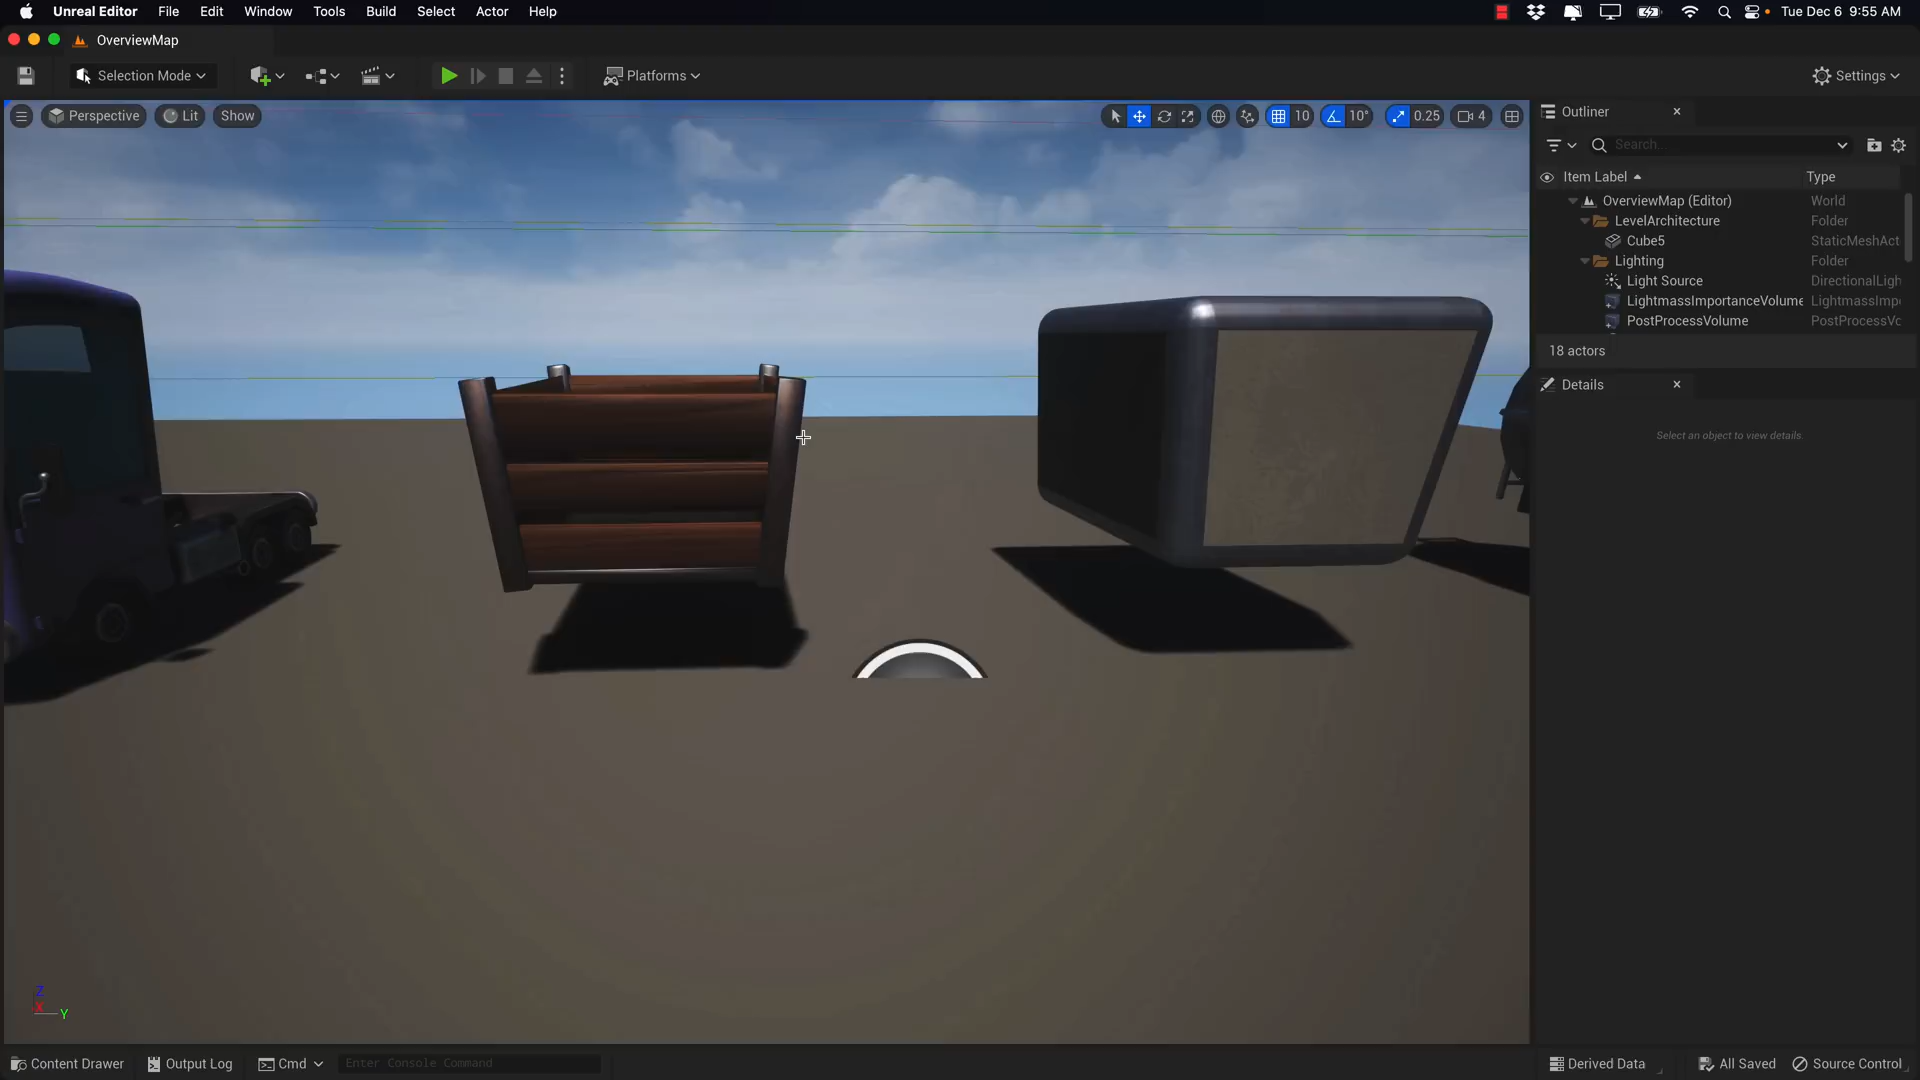 Unreal Editor File Edit Window Tools Build Select Actor Help Tue Dec 6 9:55 AM
OverviewMap
Selection Mode Platforms Settings
Perspective Lit Show 10 10° 0.25 4 Outliner
Search...
Item Label Type
OverviewMap (Editor) World
LevelArchitecture Folder
Cube5 StaticMeshAct
Lighting Folder
Light Source DirectionalLigh
LightmassImportanceVolume LightmassImpo
PostProcessVolume PostProcessVo
18 actors
Details
Select an object to view details.
Z
X
Y
Content Drawer Output Log Cmd Enter Console Command Derived Data All Saved Source Control